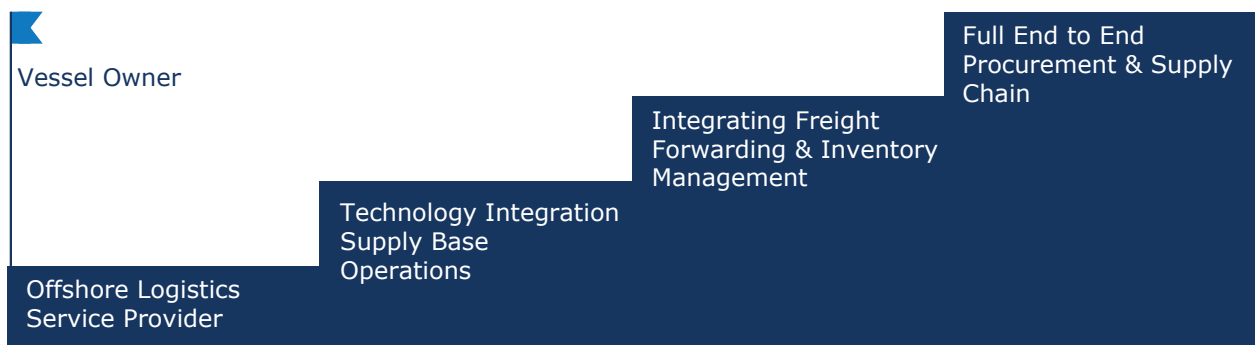 Vessel Owner
Offshore Logistics
Service Provider
Technology Integration
Supply Base
Operations
Integrating Freight
Forwarding & Inventory
Management
Full End to End
Procurement & Supply
Chain